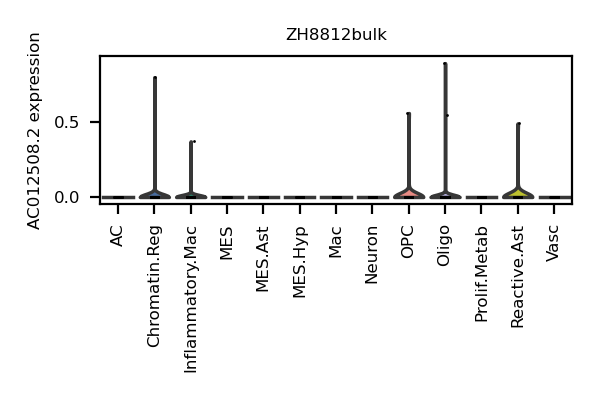 ZH8812bulk
AC012508.2 expression
0.5
0.0
AC
Chromatin.Reg
Inflammatory.Mac
MES
MES.Ast
MES.Hyp
Mac
Neuron
OPC
Oligo
Prolif.Metab
Reactive.Ast
Vasc